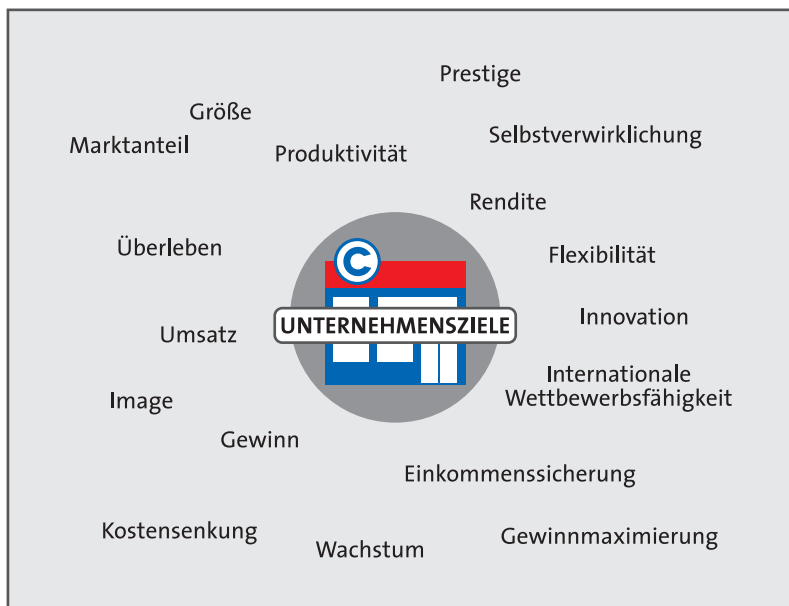 Prestige
Größe
Selbstverwirklichung
Marktanteil
Produktivität
Rendite
Überleben
Flexibilität
C
Innovation
UNTERNEHMENSZIELE
Umsatz
Internationale
Wettbewerbsfähigkeit
Image
Gewinn
Einkommenssicherung
Kostensenkung
Gewinnmaximierung
Wachstum